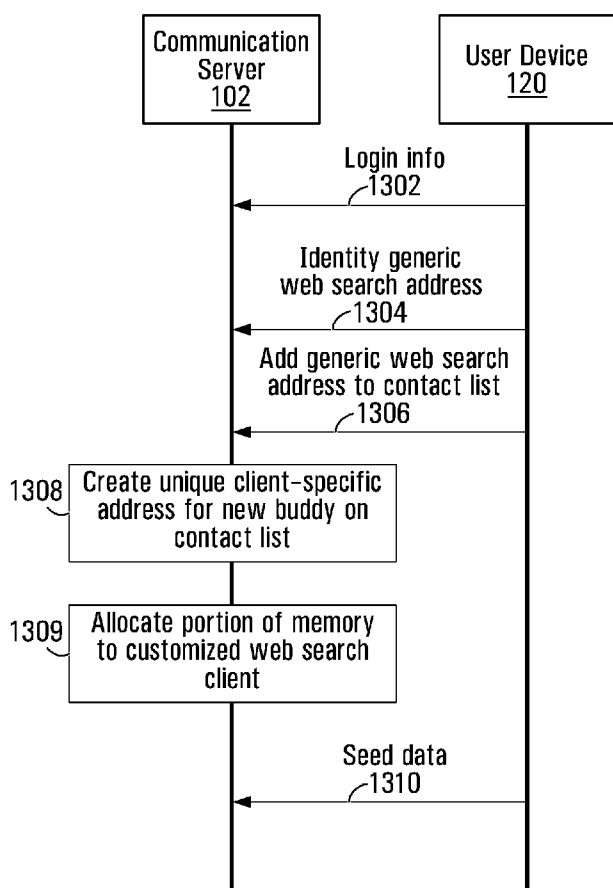 Communication
Server
102
User Device
120
Login info
1302
Identity generic
web search address
1304
Add generic web search
address to contact list
1306
1308
Create unique client-specific
address for new buddy on
contact list
1309
Allocate portion of memory
to customized web search
client
Seed data
1310